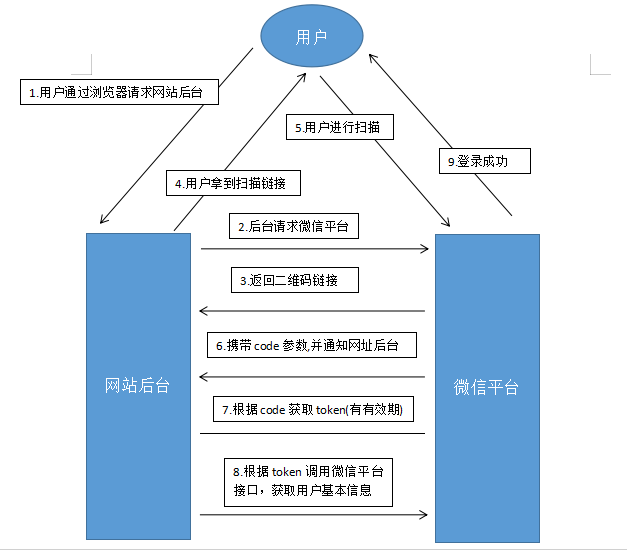 用户
1.用户通过浏览器请求网站后台
5.用户进行扫描
9.登录成功
4.用户拿到扫描链接
2.后台请求微信平台
3.返回二维码链接
6.携带 code 参数,并通知网址后台
网站后台
微信平台
7.根据 code 获取 token(有有效期)
8.根据 token 调用微信平台
接口，获取用户基本信息